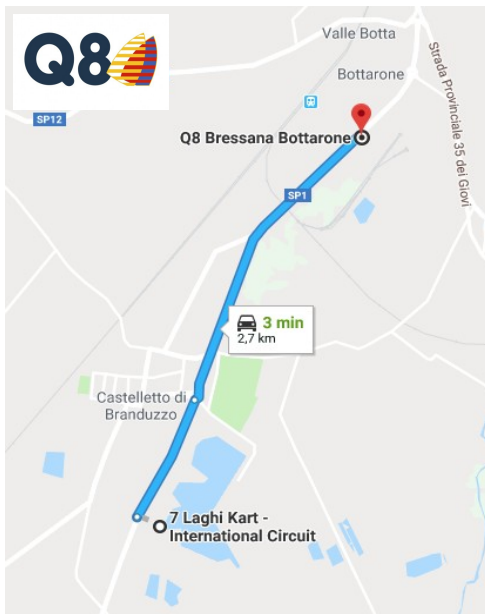 Q8
Valle Botta
Bottarone
Strada Provinciale 35 dei Giovi
SP12
Q8 Bressana Bottarone
SP1
3 min
2,7 km
Castelletto di
Branduzzo
7 Laghi Kart -
International Circuit